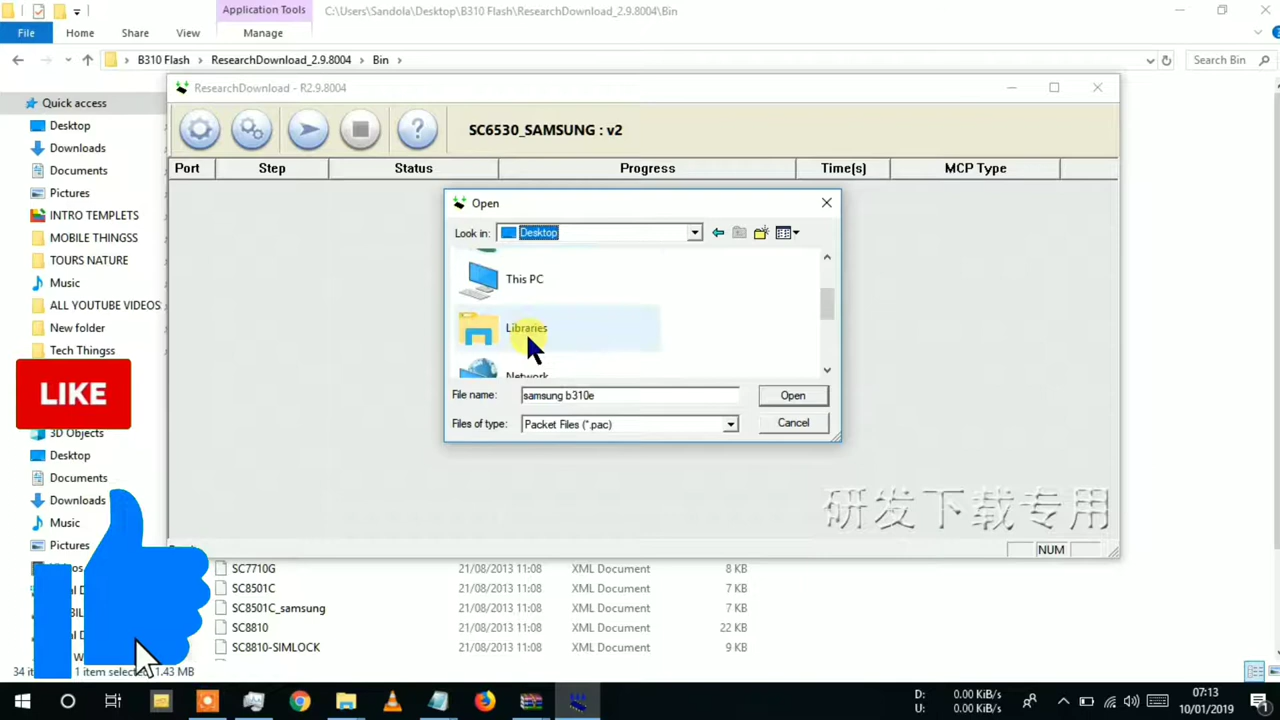 Application Tools
C:\Users\Sandola\Desktop\B310 Flash\ResearchDownload_2.9.8004\Bin
File Home Share View Manage
B310 Flash ResearchDownload_2.9.8004 Bin
Search Bin
Quick access
Desktop
Downloads
Documents
Pictures
INTRO TEMPLETS
MOBILE THINGSS
TOURS NATURE
Music
ALL YOUTUBE VIDEOS
New folder
Tech Thingss
LIKE
3D Objects
Desktop
Documents
Downloads
Music
Pictures
ResearchDownload - R2.9.8004
SC6530_SAMSUNG : v2
Port Step Status Progress Time(s) MCP Type
Open
Look in: Desktop
This PC
Libraries
Network
File name: samsung b310e Open
Files of type: Packet Files (*.pac) Cancel
研发下载专用
NUM
SC7710G 21/08/2013 11:08 XML Document 8 KB
SC8501C 21/08/2013 11:08 XML Document 7 KB
SC8501C_samsung 21/08/2013 11:08 XML Document 7 KB
SC8810 21/08/2013 11:08 XML Document 22 KB
SC8810-SIMLOCK 21/08/2013 11:08 XML Document 9 KB
1 item selected 1.43 MB
D: 0.00 KiB/s 0.00 KiB/s
U: 0.00 KiB/s 0.00 KiB/s
07:13
10/01/2019